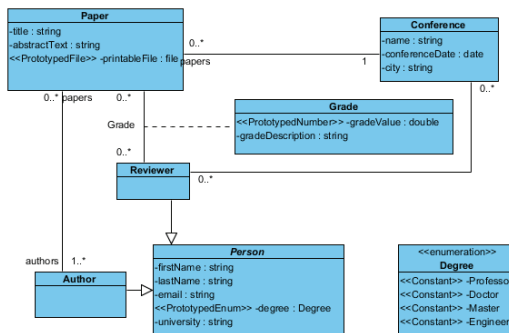 Paper
-title : string
-abstractText : string
<<PrototypedFile>> -printableFile : file
Conference
-name : string
-conferenceDate : date
-city : string
0..*
papers
1
0..* papers
0..*
0..*
Grade
Grade
<<PrototypedNumber>> -gradeValue : double
-gradeDescription : string
0..*
Reviewer
0..*
authors
1..*
Author
Person
-firstName : string
-lastName : string
-email : string
<<PrototypedEnum>> -degree : Degree
-university : string
<<enumeration>>
Degree
<<Constant>> -Professo
<<Constant>> -Doctor
<<Constant>> -Master
<<Constant>> -Engineer